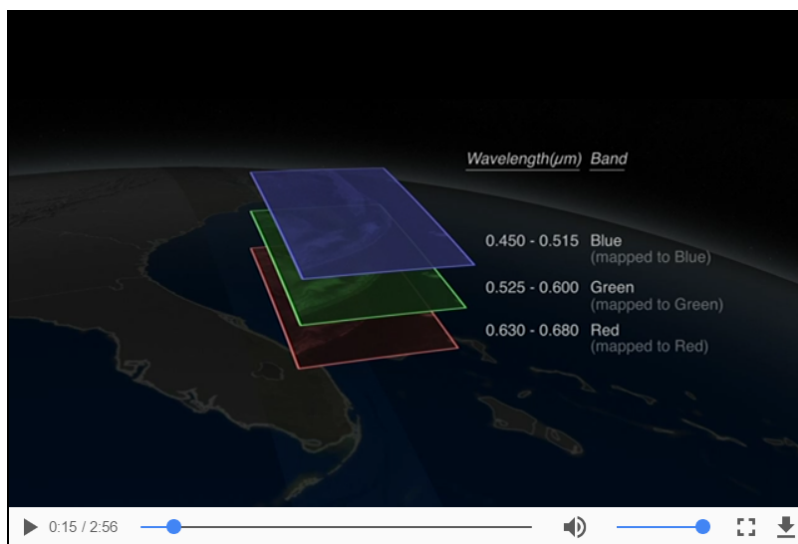 Wavelength(µm) Band
0.450 - 0.515 Blue
(mapped to Blue)
0.525 - 0.600 Green
(mapped to Green)
0.630 - 0.680 Red
(mapped to Red)
0:15 / 2:56